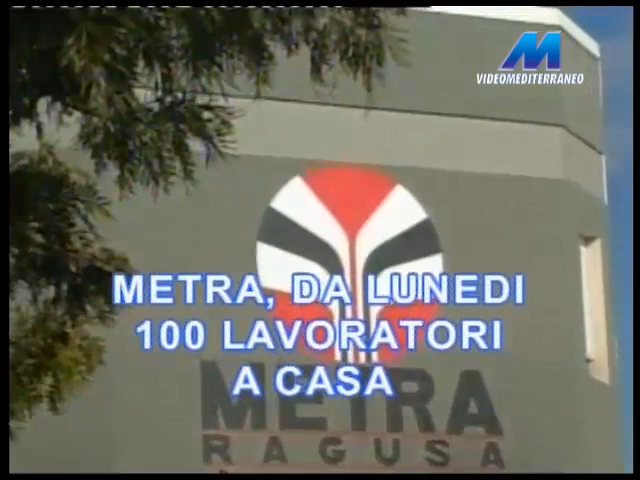 M
VIDEOMEDITERRANEO
METRA, DA LUNEDI
100 LAVORATORI
A CASA
METRA
RAGUSA